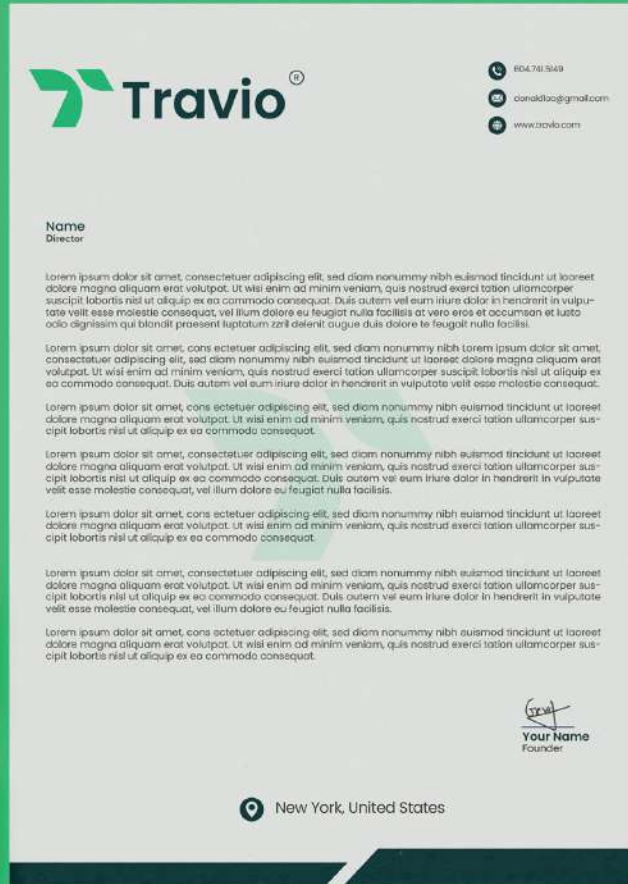 Travio®
604.741.5149
donaldloo@gmail.com
www.travio.com
Name
Director
Lorem ipsum dolor sit amet, consectetuer adipiscing elit, sed diam nonummy nibh euismod tincidunt ut laoreet
dolore magna aliquam erat volutpat. Ut wisi enim ad minim veniam, quis nostrud exerci tation ullamcorper
suscipit lobortis nisl ut aliquip ex ea commodo consequat. Duis autem vel eum iriure dolor in hendrerit in vulpu-
tate velit esse molestie consequat, vel illum dolore eu feugiat nulla facilisis at vero eros et accumsan et iusto
odio dignissim qui blandit praesent luptatum zzril delenit augue duis dolore te feugait nulla facilisi.
Lorem ipsum dolor sit amet, cons ectetuer adipiscing elit, sed diam nonummy nibh Lorem ipsum dolor sit amet,
consectetuer adipiscing elit, sed diam nonummy nibh euismod tincidunt ut laoreet dolore magna aliquam erat
volutpat. Ut wisi enim ad minim veniam, quis nostrud exerci tation ullamcorper suscipit lobortis nisl ut aliquip ex
ea commodo consequat. Duis autem vel eum iriure dolor in hendrerit in vulputate velit esse molestie consequat.
Lorem ipsum dolor sit amet, cons ectetuer adipiscing elit, sed diam nonummy nibh euismod tincidunt ut laoreet
dolore magna aliquam erat volutpat. Ut wisi enim ad minim veniam, quis nostrud exerci tation ullamcorper sus-
cipit lobortis nisl ut aliquip ex ea commodo consequat.
Lorem ipsum dolor sit amet, consectetuer adipiscing elit, sed diam nonummy nibh euismod tincidunt ut laoreet
dolore magna aliquam erat volutpat. Ut wisi enim ad minim veniam, quis nostrud exerci tation ullamcorper sus-
cipit lobortis nisl ut aliquip ex ea commodo consequat. Duis autem vel eum iriure dolor in hendrerit in vulputate
velit esse molestie consequat, vel illum dolore eu feugiat nulla facilisis.
Lorem ipsum dolor sit amet, cons ectetuer adipiscing elit, sed diam nonummy nibh euismod tincidunt ut laoreet
dolore magna aliquam erat volutpat. Ut wisi enim ad minim veniam, quis nostrud exerci tation ullamcorper sus-
cipit lobortis nisl ut aliquip ex ea commodo consequat.
Lorem ipsum dolor sit amet, consectetuer adipiscing elit, sed diam nonummy nibh euismod tincidunt ut laoreet
dolore magna aliquam erat volutpat. Ut wisi enim ad minim veniam, quis nostrud exerci tation ullamcorper sus-
cipit lobortis nisl ut aliquip ex ea commodo consequat. Duis autem vel eum iriure dolor in hendrerit in vulputate
velit esse molestie consequat, vel illum dolore eu feugiat nulla facilisis.
Lorem ipsum dolor sit amet, cons ectetuer adipiscing elit, sed diam nonummy nibh euismod tincidunt ut laoreet
dolore magna aliquam erat volutpat. Ut wisi enim ad minim veniam, quis nostrud exerci tation ullamcorper sus-
cipit lobortis nisl ut aliquip ex ea commodo consequat.
Your Name
Founder
New York, United States